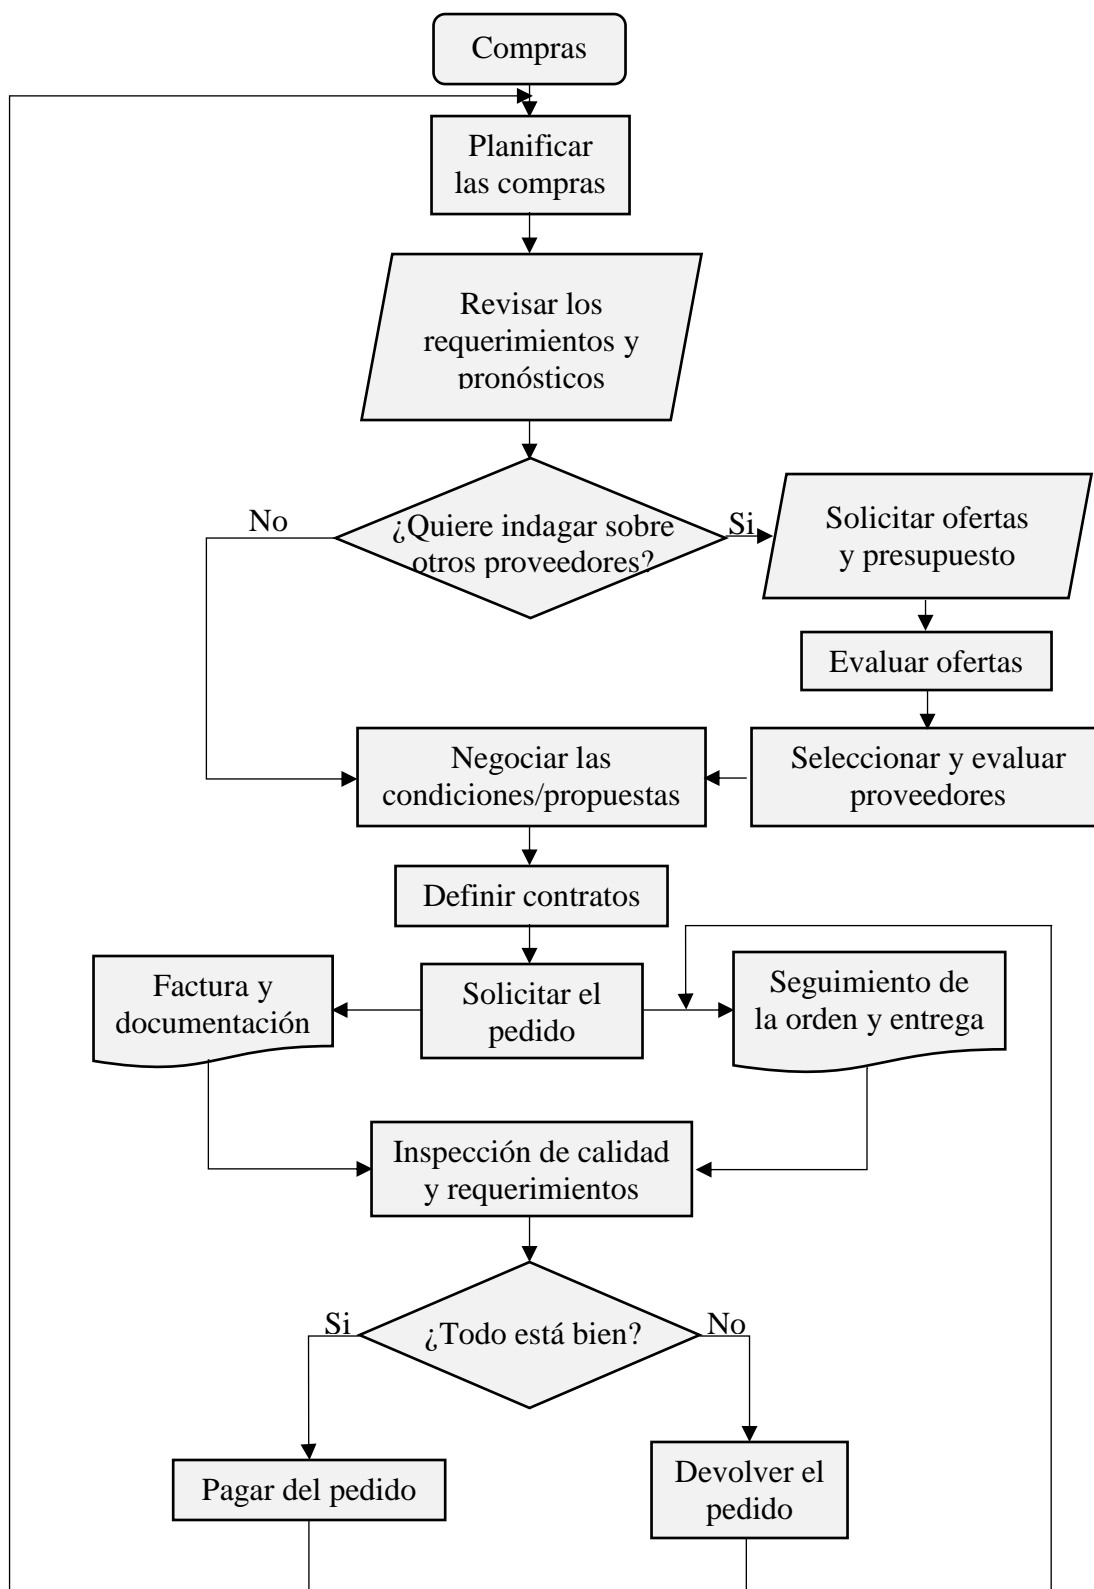 Compras
Planificar
las compras
Revisar los
requerimientos y
pronósticos
¿Quiere indagar sobre
otros proveedores?
No
Si
Solicitar ofertas
y presupuesto
Evaluar ofertas
Seleccionar y evaluar
proveedores
Negociar las
condiciones/propuestas
Definir contratos
Solicitar el
pedido
Factura y
documentación
Seguimiento de
la orden y entrega
Inspección de calidad
y requerimientos
¿Todo está bien?
Si
No
Pagar del pedido
Devolver el
pedido